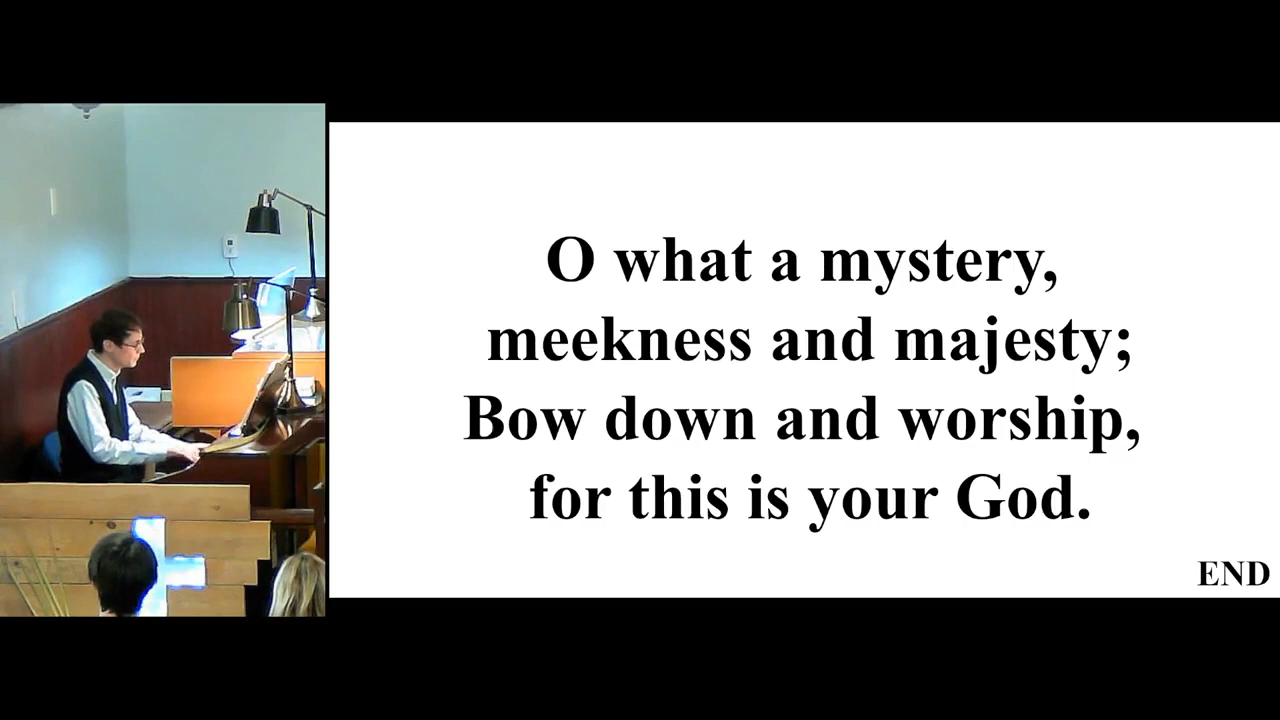 O what a mystery,
meekness and majesty;
Bow down and worship,
for this is your God.
END